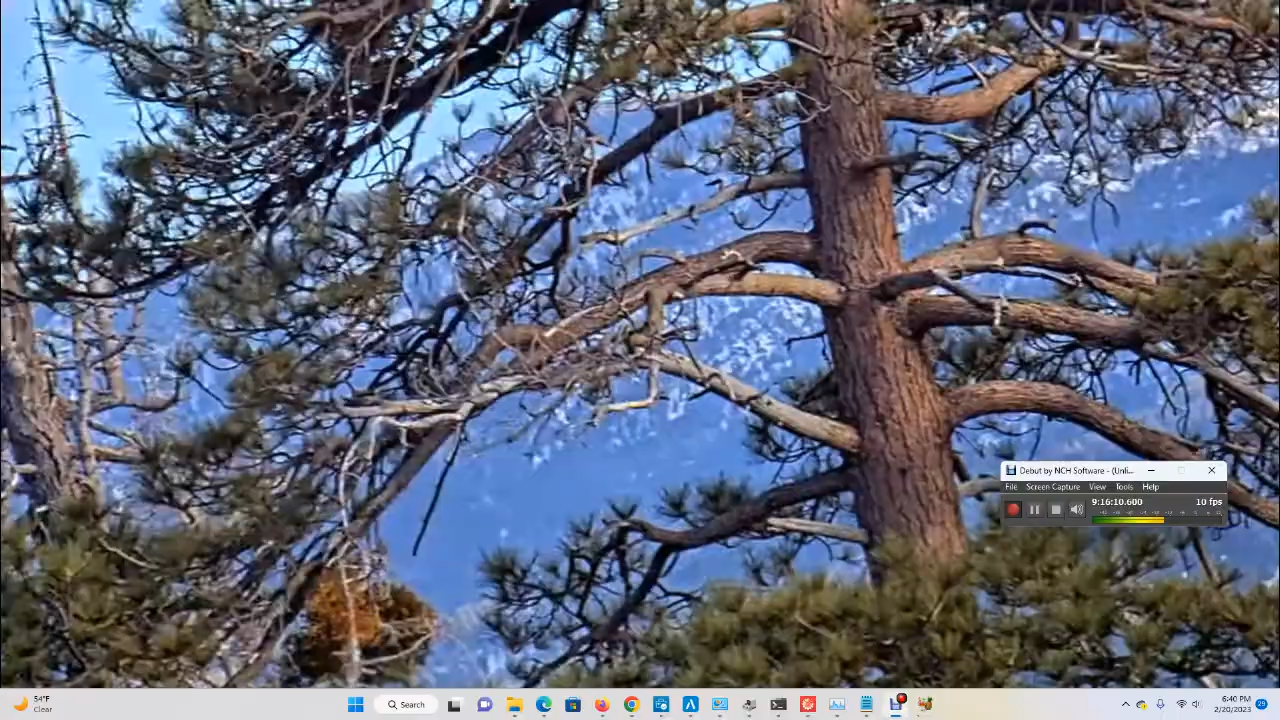 Debut by NCH Software - (Unli...
File Screen Capture View Tools Help
9:16:10.600 10 fps
54°F
Clear
Search
6:40 PM
2/20/2023
29